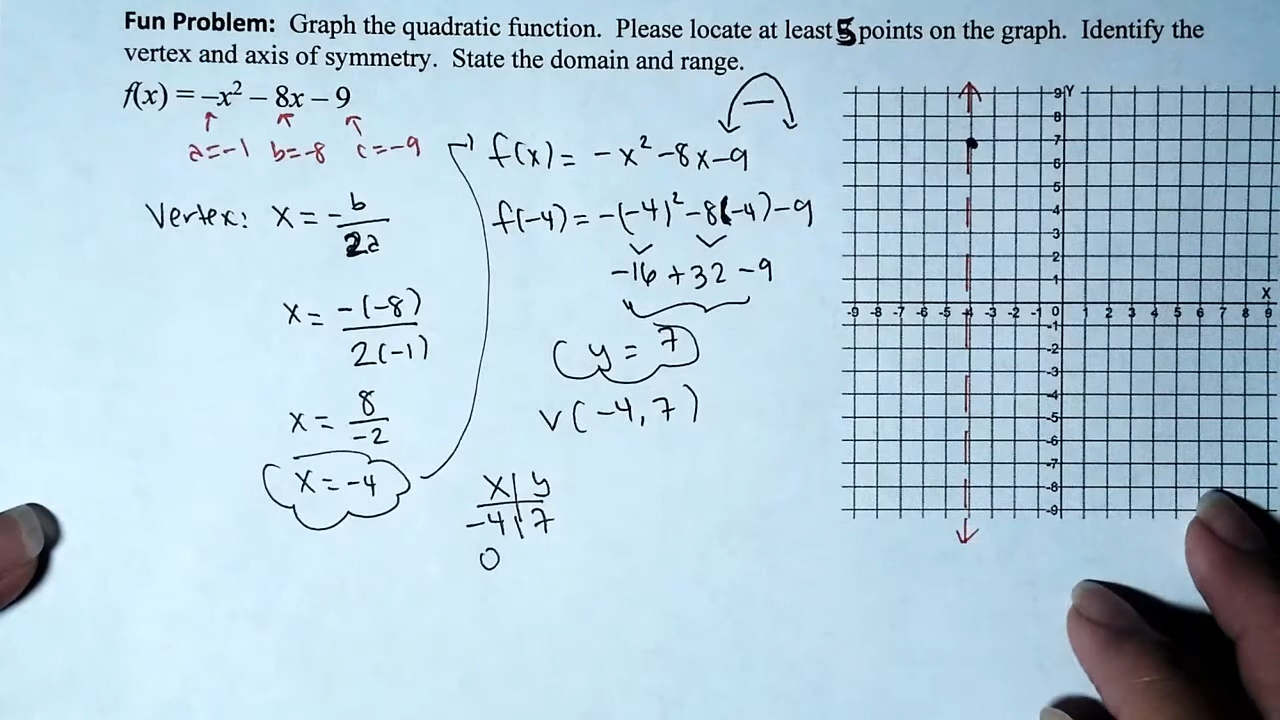 Fun Problem: Graph the quadratic function. Please locate at least 5 points on the graph. Identify the
vertex and axis of symmetry. State the domain and range.
f(x) = –x² – 8x – 9
a=-1 b=-8 c=-9
Vertex: x = -b/2a
x = -(-8)/2(-1)
x = 8/-2
x = -4
f(x) = -x² -8x -9
f(-4) = -(-4)² -8(-4) -9
-16 + 32 -9
y = 7
V(-4, 7)
x | y
-4 | 7
0
Y
9
8
7
6
5
4
3
2
1
X
-9 -8 -7 -6 -5 -4 -3 -2 -1 0 1 2 3 4 5 6 7 8 9
-1
-2
-3
-4
-5
-6
-7
-8
-9